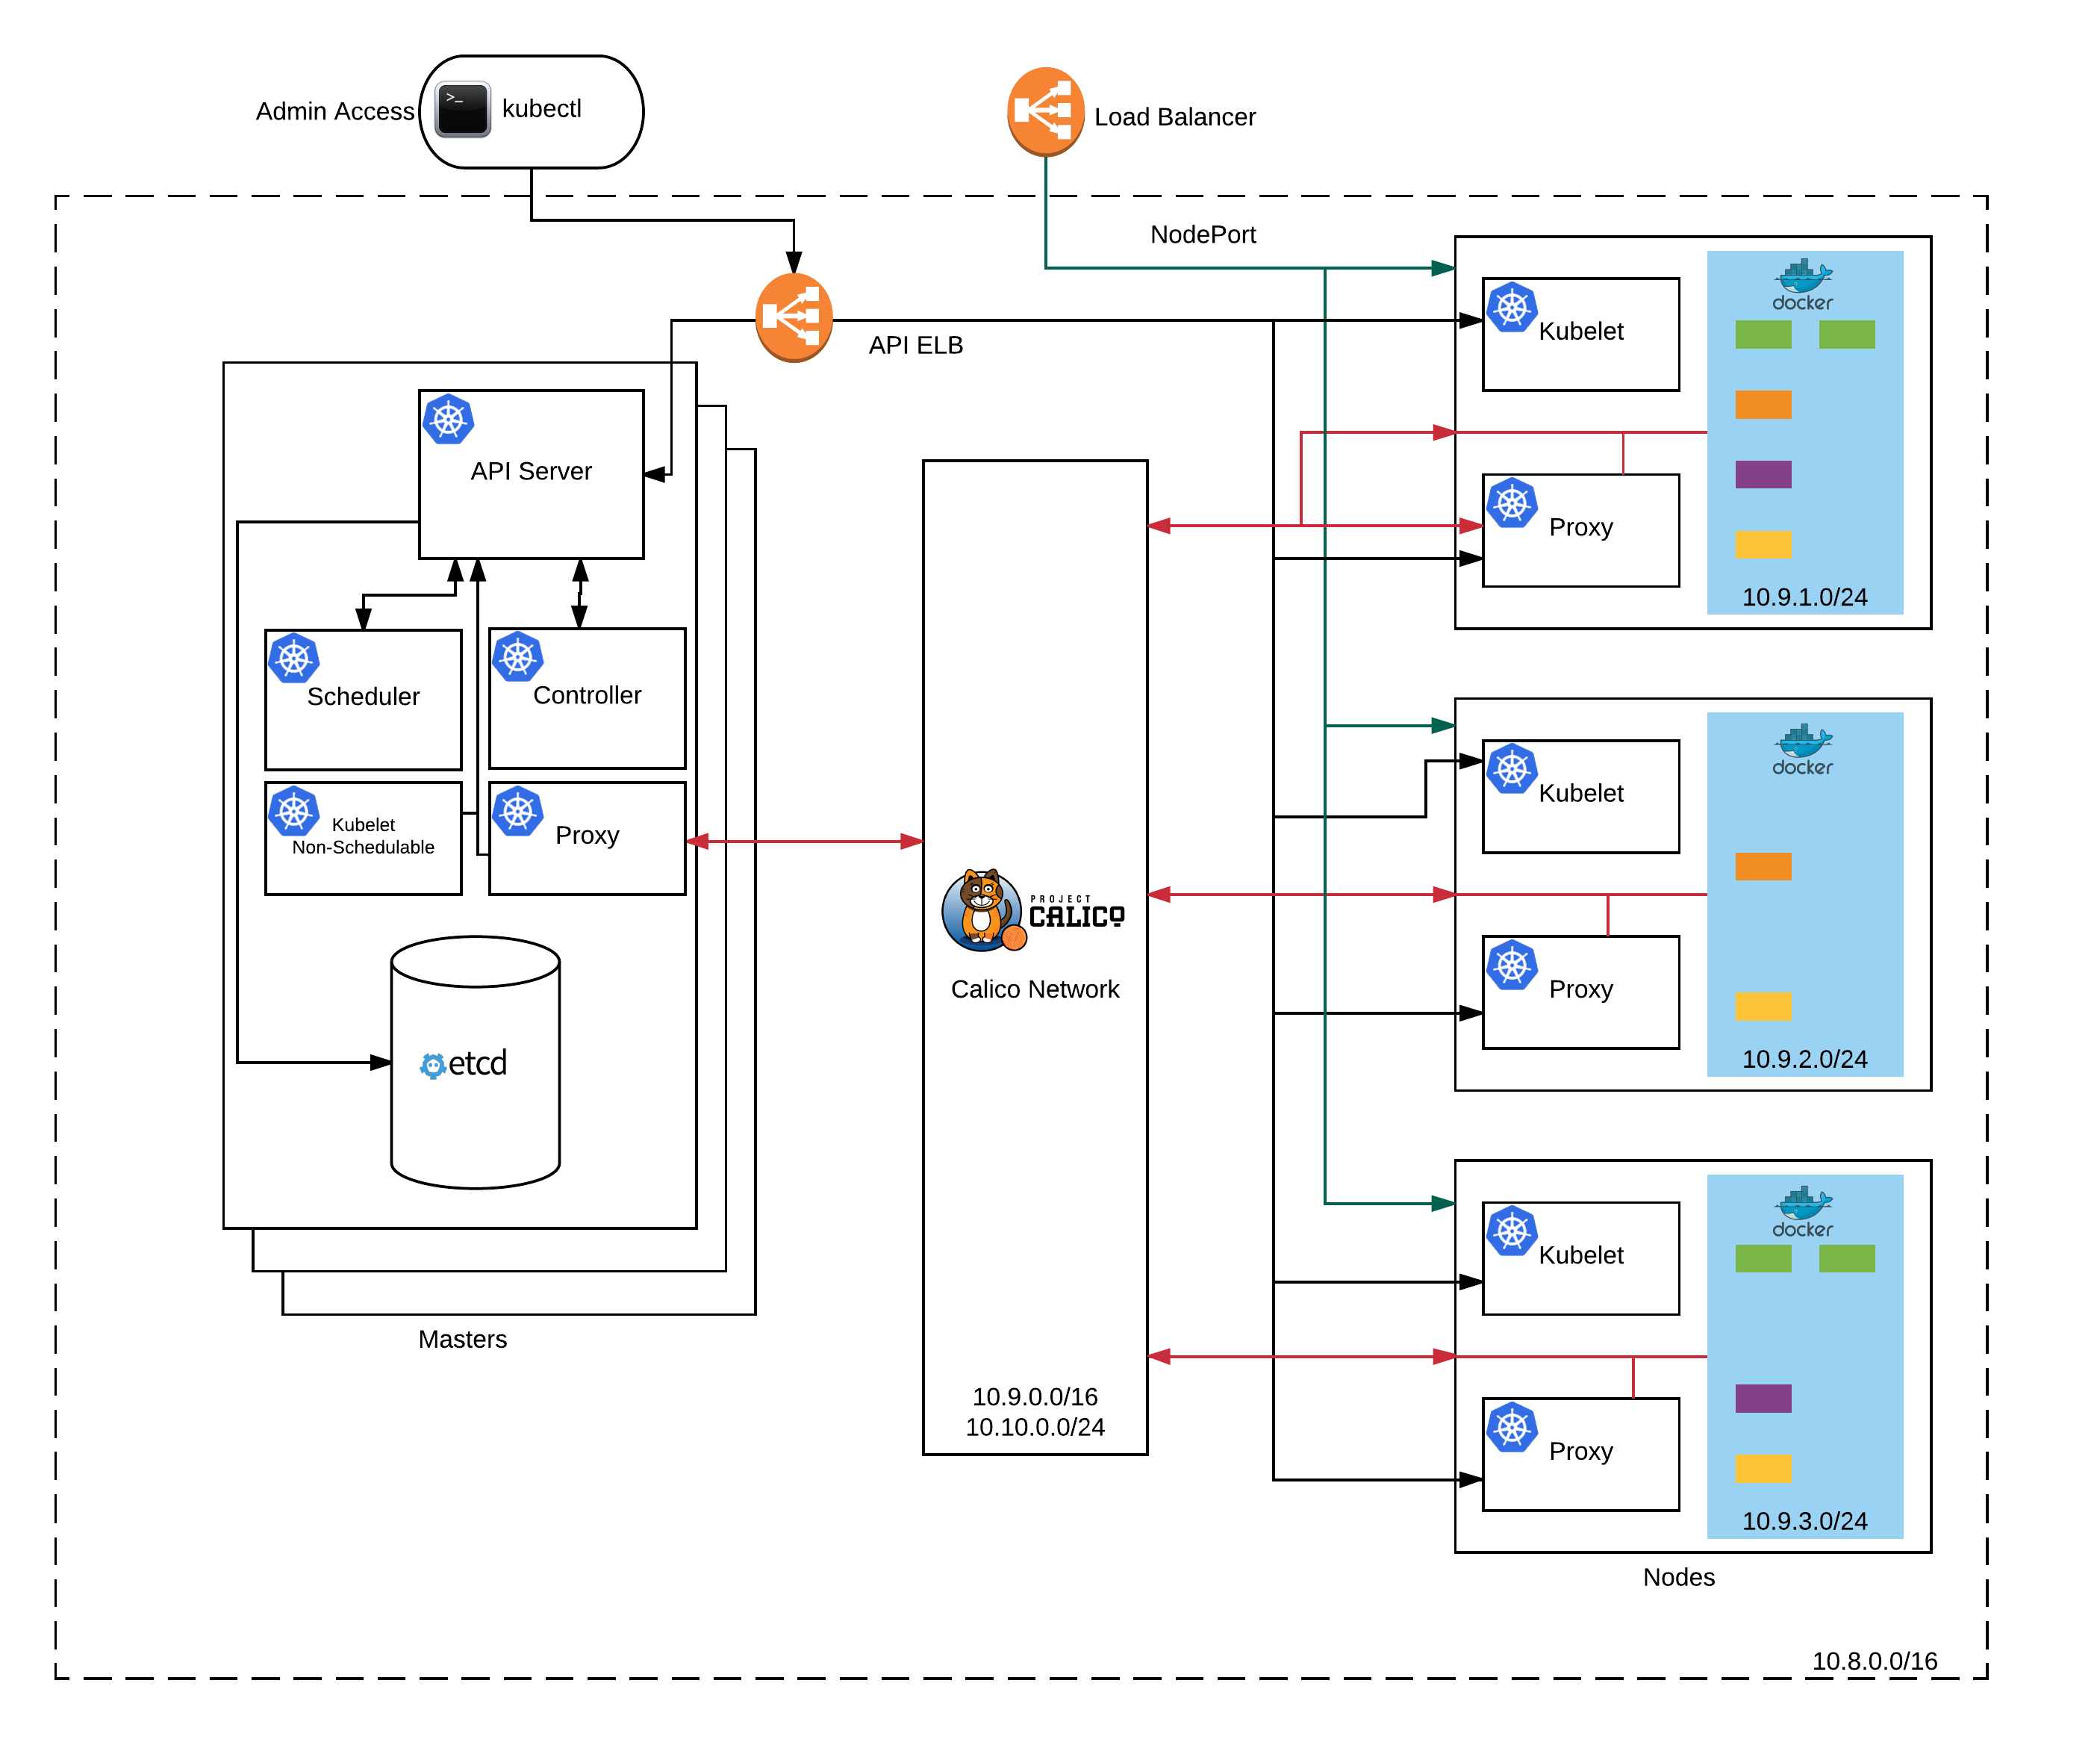 Admin Access
>_
kubectl
Load Balancer
NodePort
API ELB
API Server
Scheduler
Controller
Kubelet
Non-Schedulable
Proxy
etcd
Masters
PROJECT
CALICO
Calico Network
10.9.0.0/16
10.10.0.0/24
docker
Kubelet
Proxy
10.9.1.0/24
docker
Kubelet
Proxy
10.9.2.0/24
docker
Kubelet
Proxy
10.9.3.0/24
Nodes
10.8.0.0/16